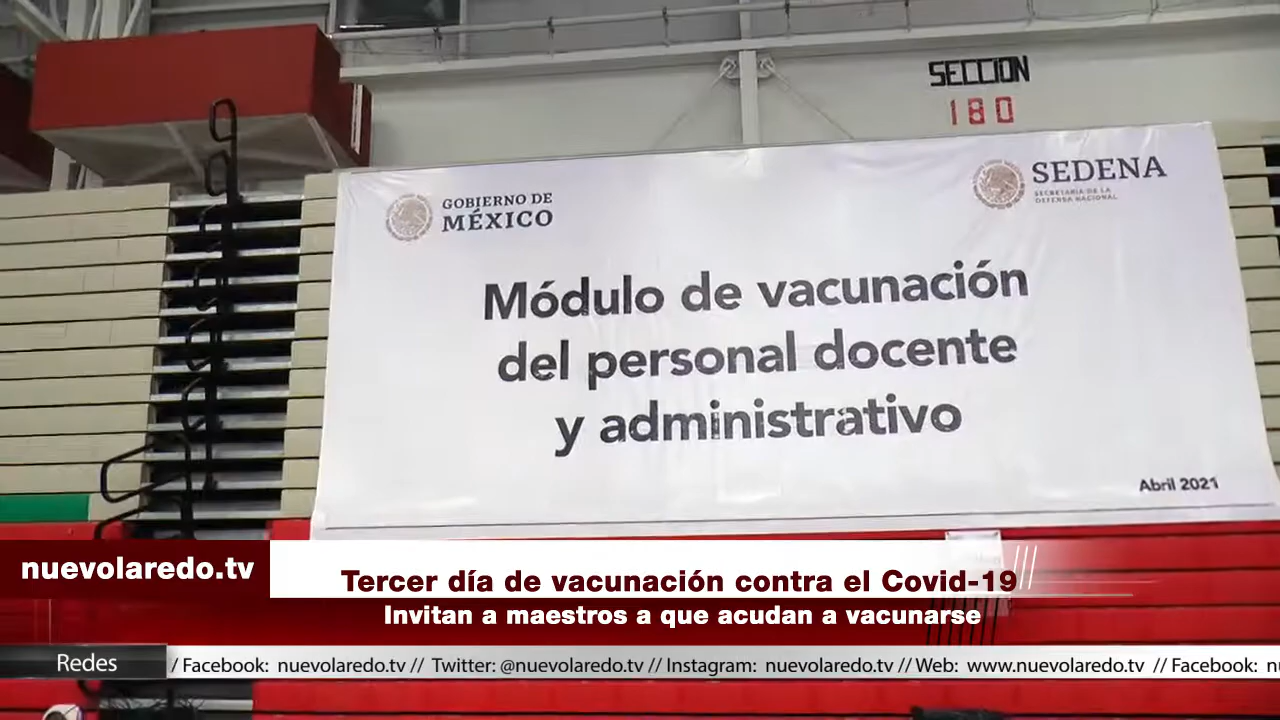 SECCION
180
GOBIERNO DE
MÉXICO
SEDENA
SECRETARÍA DE LA
DEFENSA NACIONAL
Módulo de vacunación
del personal docente
y administrativo
Abril 2021
nuevolaredo.tv
Tercer día de vacunación contra el Covid-19
Invitan a maestros a que acudan a vacunarse
Redes
/ Facebook: nuevolaredo.tv // Twitter: @nuevolaredo.tv // Instagram: nuevolaredo.tv // Web: www.nuevolaredo.tv // Facebook: n